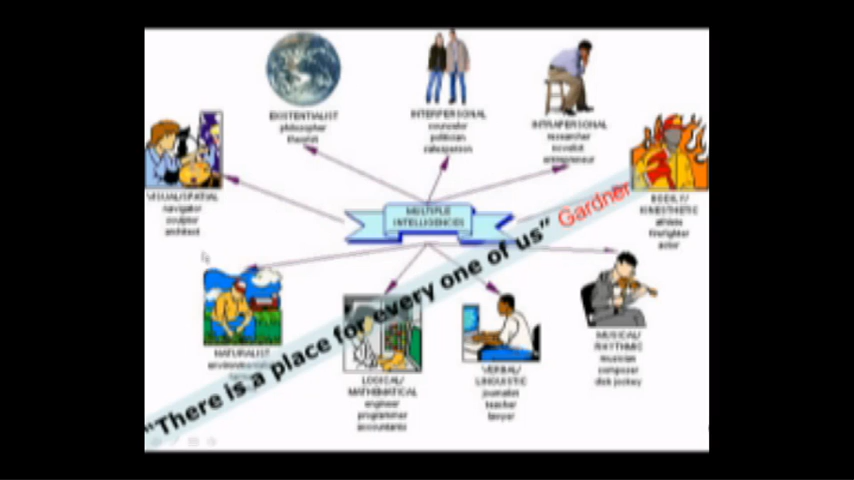 EXISTENTIALIST
philosopher
theorist
INTERPERSONAL
counselor
politician
salesperson
INTRAPERSONAL
researcher
novelist
entrepreneur
VISUAL/SPATIAL
navigator
sculptor
architect
MULTIPLE
INTELLIGENCES
BODILY/
KINESTHETIC
athlete
firefighter
actor
"There is a place for every one of us" Gardner
NATURALIST
LOGICAL/
MATHEMATICAL
engineer
programmer
accountants
VERBAL/
LINGUISTIC
journalist
teacher
lawyer
MUSICAL/
RHYTHMIC
musician
composer
disk jockey